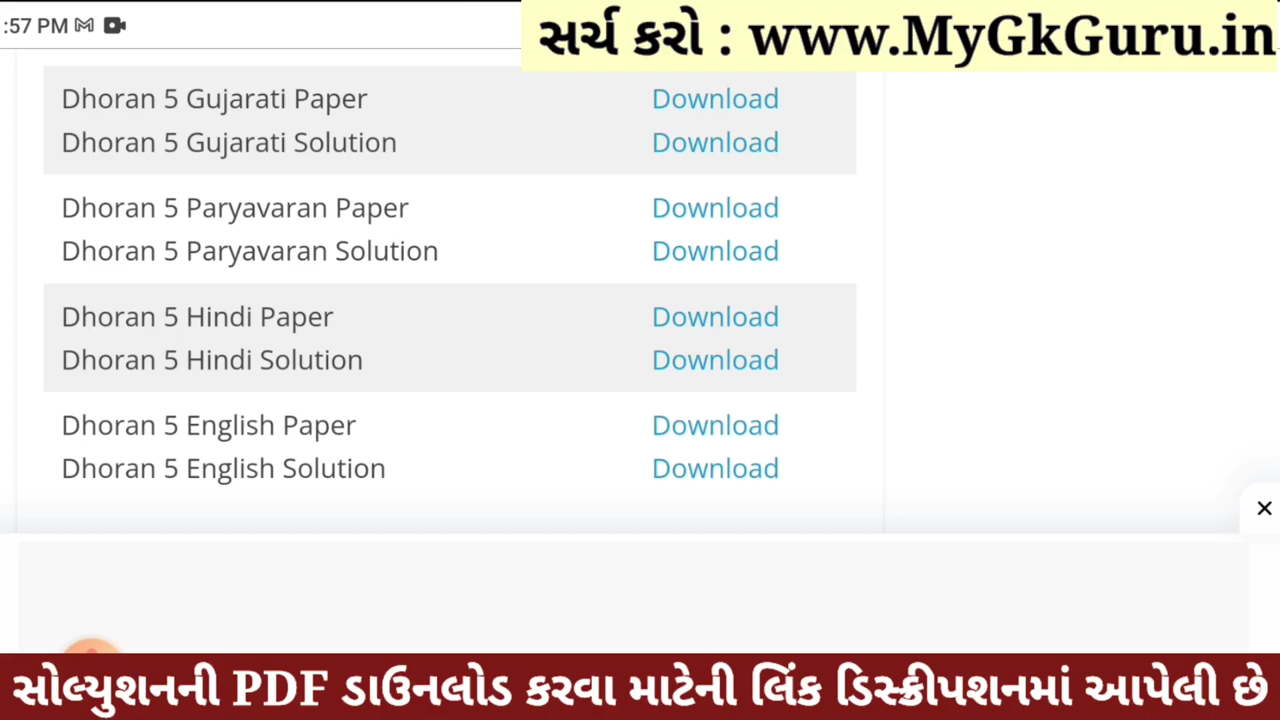 :57 PM
સર્ચ કરો : www.MyGkGuru.in
Dhoran 5 Gujarati Paper Download
Dhoran 5 Gujarati Solution Download
Dhoran 5 Paryavaran Paper Download
Dhoran 5 Paryavaran Solution Download
Dhoran 5 Hindi Paper Download
Dhoran 5 Hindi Solution Download
Dhoran 5 English Paper Download
Dhoran 5 English Solution Download
સોલ્યુશનની PDF ડાઉનલોડ કરવા માટેની લિંક ડિસ્ક્રીપશનમાં આપેલી છે